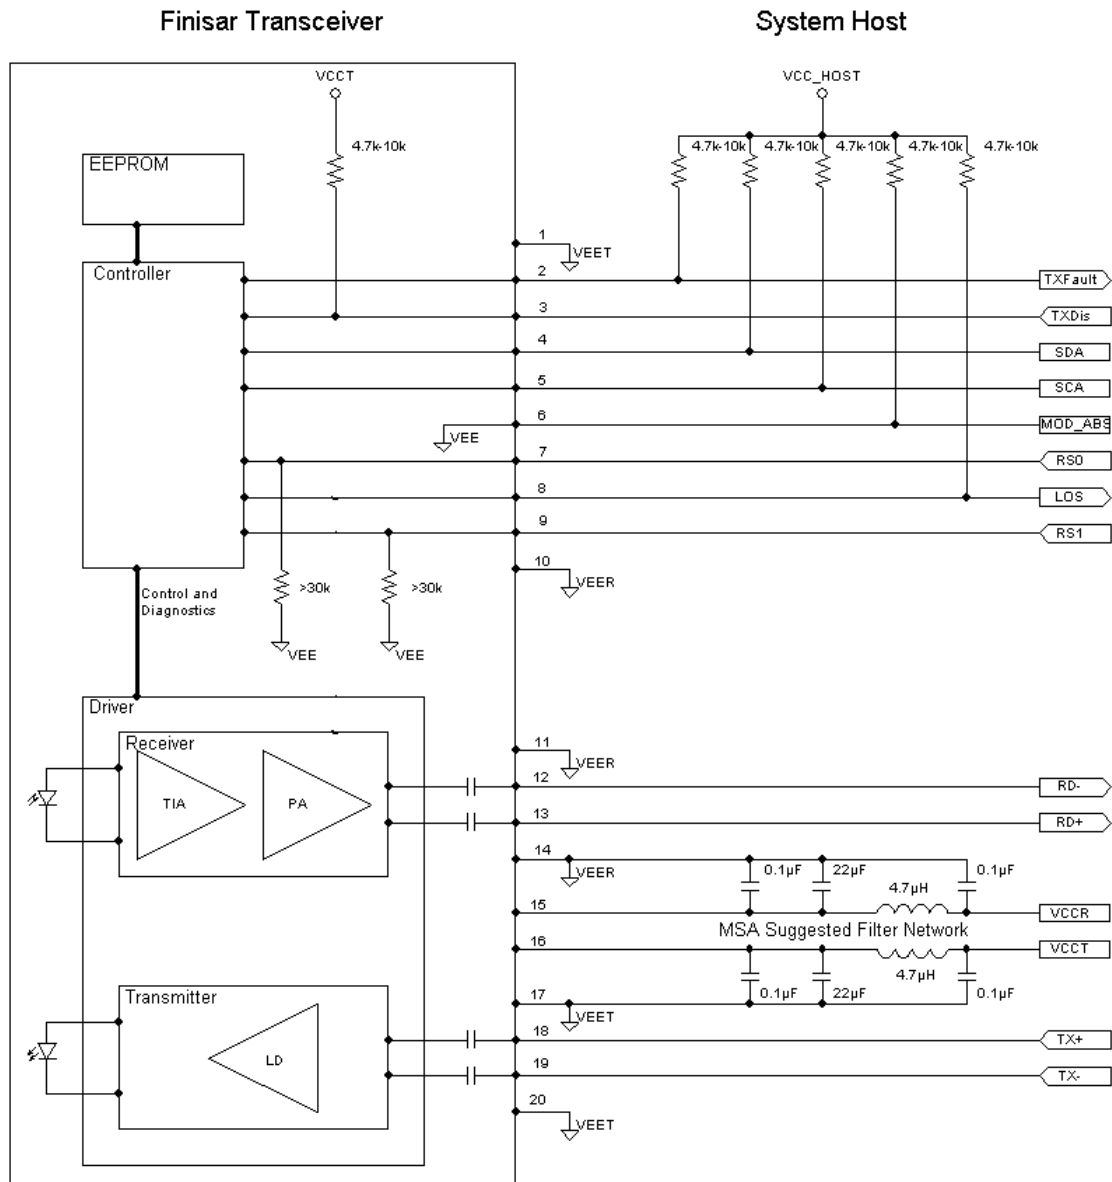 Finisar Transceiver
System Host
VCCT
VCC_HOST
4.7k-10k
4.7k-10k
4.7k-10k
4.7k-10k
4.7k-10k
4.7k-10k
EEPROM
Controller
1
VEET
2
TXFault
3
TXDis
4
SDA
5
SCA
6
VEE
MOD_ABS
7
RS0
8
LOS
9
RS1
10
VEER
>30k
>30k
Control and
Diagnostics
VEE
VEE
Driver
Receiver
TIA
PA
11
VEER
12
RD-
13
RD+
14
VEER
0.1µF
22µF
4.7µH
0.1µF
15
VCCR
MSA Suggested Filter Network
16
VCCT
4.7µH
0.1µF
22µF
0.1µF
17
VEET
Transmitter
LD
18
TX+
19
TX-
20
VEET